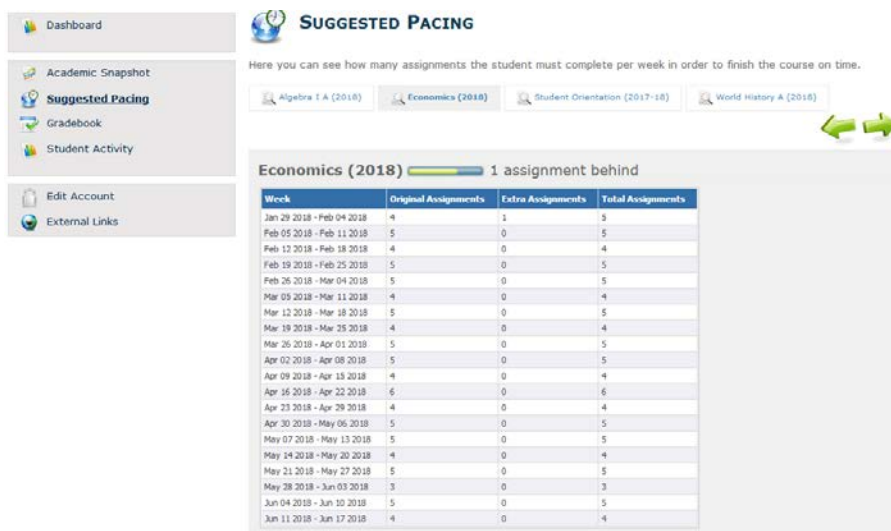 Dashboard
Academic Snapshot
Suggested Pacing
Gradebook
Student Activity
Edit Account
External Links
SUGGESTED PACING
Here you can see how many assignments the student must complete per week in order to finish the course on time.
Algebra I A (2018) Economics (2018) Student Orientation (2017-18) World History A (2018)
Economics (2018) 1 assignment behind
Week Original Assignments Extra Assignments Total Assignments
Jan 29 2018 - Feb 04 2018 4 1 5
Feb 05 2018 - Feb 11 2018 5 0 5
Feb 12 2018 - Feb 18 2018 4 0 4
Feb 19 2018 - Feb 25 2018 5 0 5
Feb 26 2018 - Mar 04 2018 5 0 5
Mar 05 2018 - Mar 11 2018 4 0 4
Mar 12 2018 - Mar 18 2018 5 0 5
Mar 19 2018 - Mar 25 2018 4 0 4
Mar 26 2018 - Apr 01 2018 5 0 5
Apr 02 2018 - Apr 08 2018 5 0 5
Apr 09 2018 - Apr 15 2018 4 0 4
Apr 16 2018 - Apr 22 2018 6 0 6
Apr 23 2018 - Apr 29 2018 4 0 4
Apr 30 2018 - May 06 2018 5 0 5
May 07 2018 - May 13 2018 5 0 5
May 14 2018 - May 20 2018 4 0 4
May 21 2018 - May 27 2018 5 0 5
May 28 2018 - Jun 03 2018 3 0 3
Jun 04 2018 - Jun 10 2018 5 0 5
Jun 11 2018 - Jun 17 2018 4 0 4